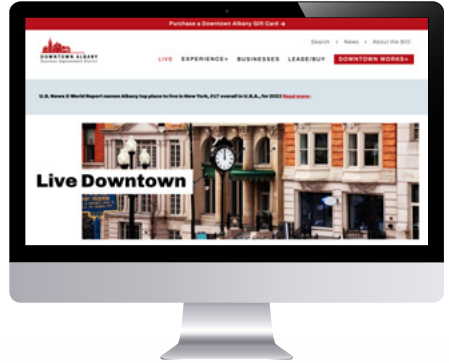 Purchase a Downtown Albany Gift Card →
Search | News | About the BID
DOWNTOWN ALBANY
Business Improvement District
LIVE EXPERIENCE+ BUSINESSES LEASE/BUY DOWNTOWN WORKS+
U.S. News & World Report names Albany top place to live in New York, #17 overall in U.S.A., for 2023 Read more›
Live Downtown